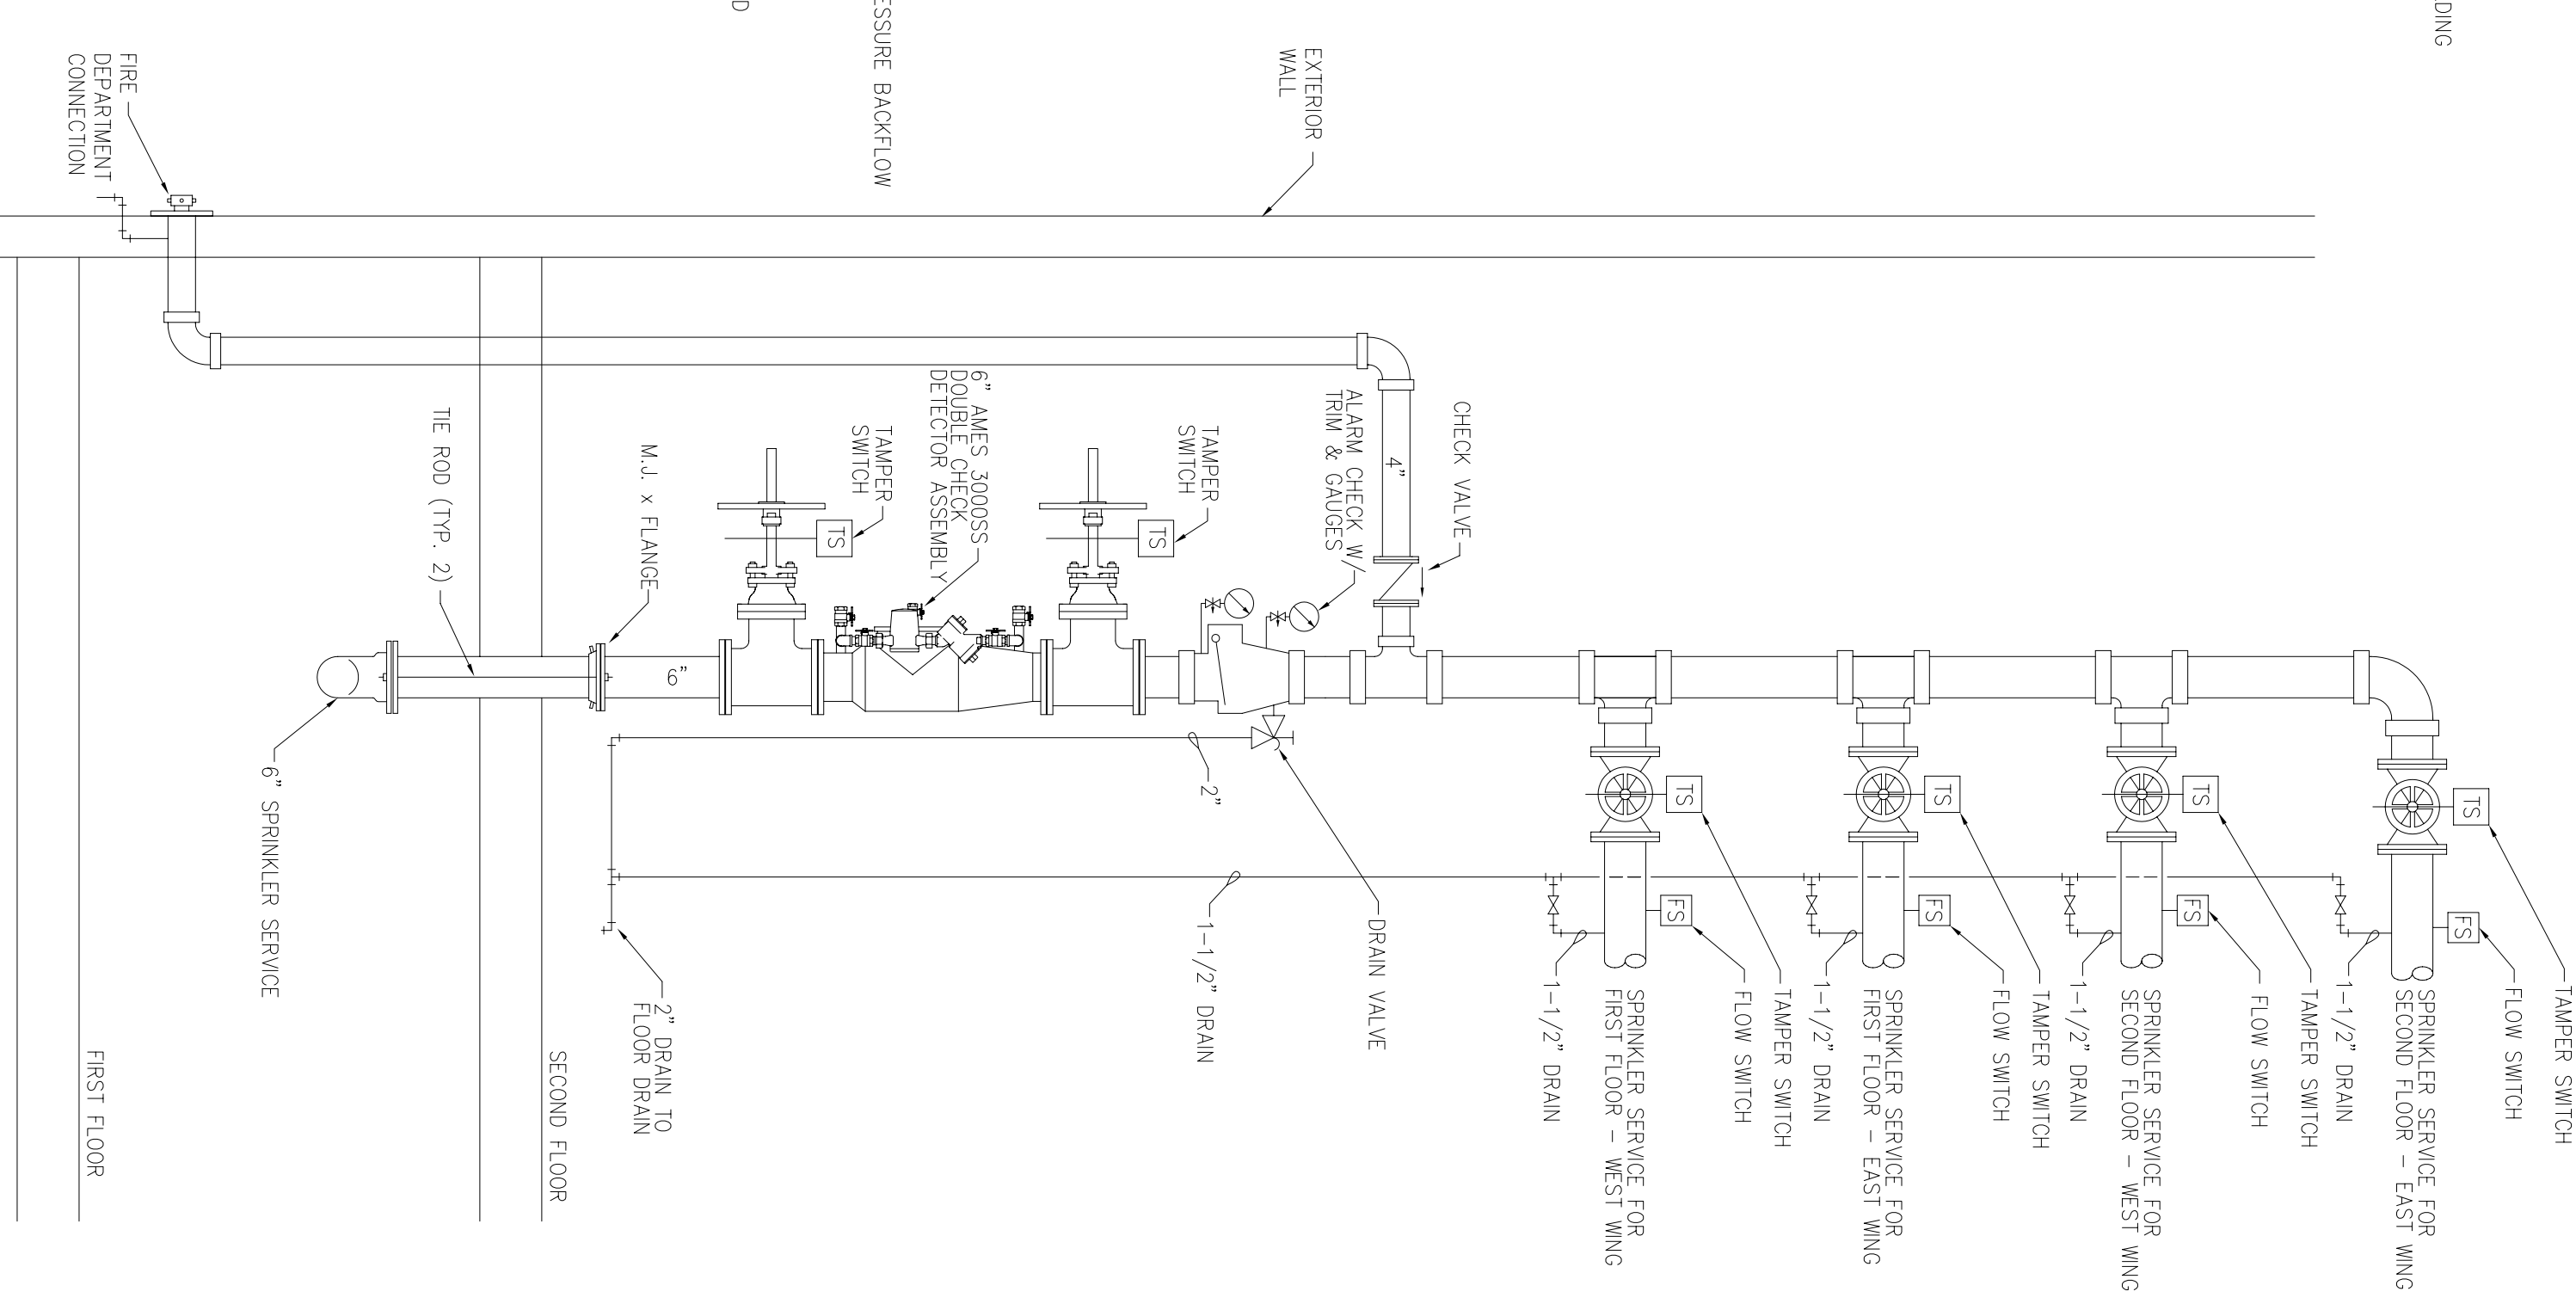 DING
D
ESSURE BACKFLOW
EXTERIOR
WALL
FIRE
DEPARTMENT
CONNECTION
TAMPER SWITCH
FLOW SWITCH
SPRINKLER SERVICE FOR
SECOND FLOOR – EAST WING
1–1/2" DRAIN
TS
FS
TAMPER SWITCH
FLOW SWITCH
SPRINKLER SERVICE FOR
SECOND FLOOR – WEST WING
1–1/2" DRAIN
TS
FS
TAMPER SWITCH
FLOW SWITCH
SPRINKLER SERVICE FOR
FIRST FLOOR – EAST WING
1–1/2" DRAIN
TS
FS
TAMPER SWITCH
FLOW SWITCH
SPRINKLER SERVICE FOR
FIRST FLOOR – WEST WING
1–1/2" DRAIN
TS
FS
CHECK VALVE
4"
ALARM CHECK W/
TRIM & GAUGES
DRAIN VALVE
TAMPER
SWITCH
TS
2"
1–1/2" DRAIN
6" AMES 3000SS
DOUBLE CHECK
DETECTOR ASSEMBLY
TAMPER
SWITCH
TS
M.J. x FLANGE
6"
2" DRAIN TO
FLOOR DRAIN
SECOND FLOOR
TIE ROD (TYP. 2)
6" SPRINKLER SERVICE
FIRST FLOOR